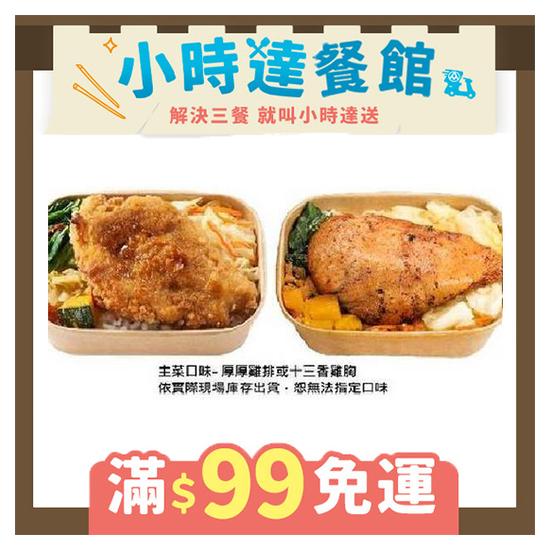 小時達餐館
解決三餐 就叫小時達送
主菜口味-厚厚雞排或十三香雞胸
依實際現場庫存出貨，恕無法指定口味
滿$99免運